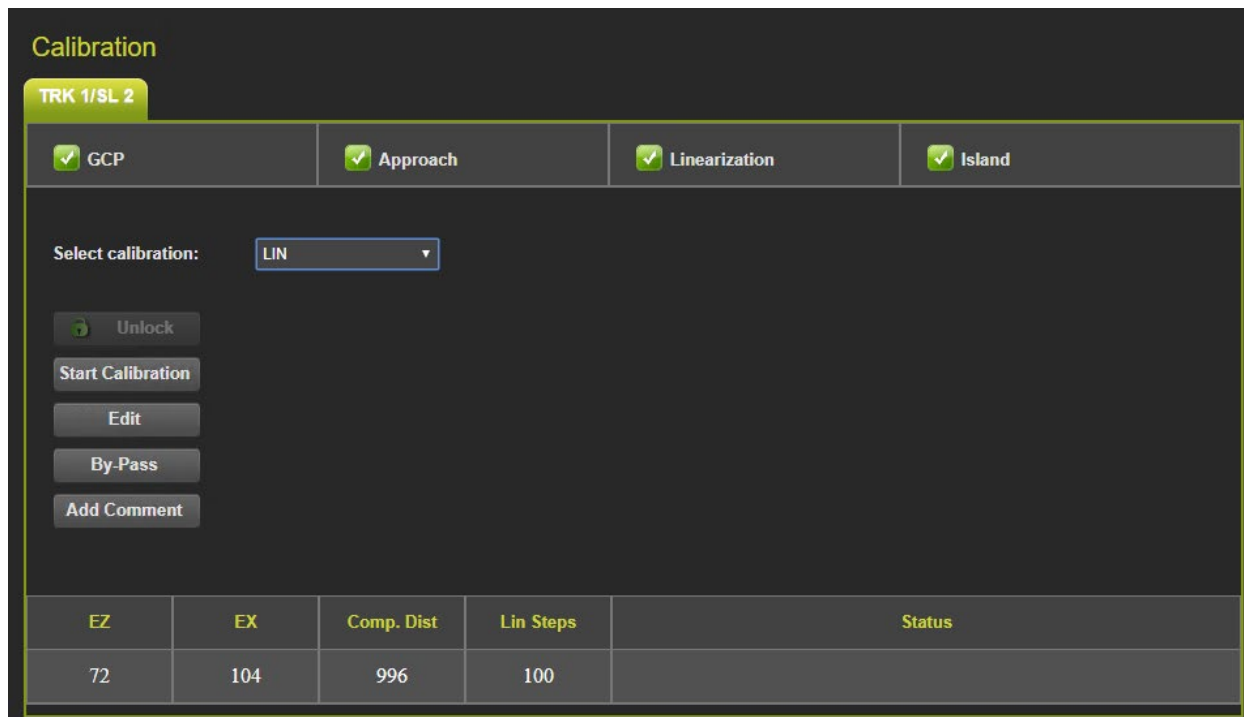 Calibration
TRK 1/SL 2
GCP Approach Linearization Island
Select calibration: LIN
Unlock
Start Calibration
Edit
By-Pass
Add Comment
EZ EX Comp. Dist Lin Steps Status
72 104 996 100